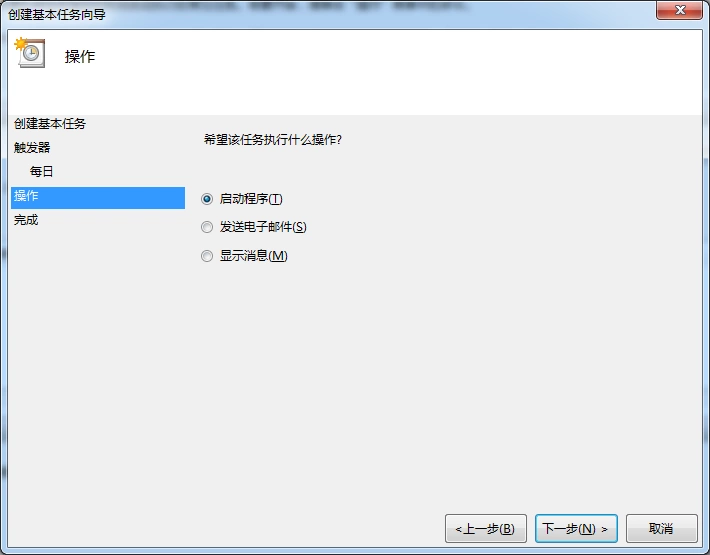 创建基本任务向导
操作
创建基本任务
触发器
每日
操作
完成
希望该任务执行什么操作?
启动程序(T)
发送电子邮件(S)
显示消息(M)
<上一步(B)
下一步(N) >
取消